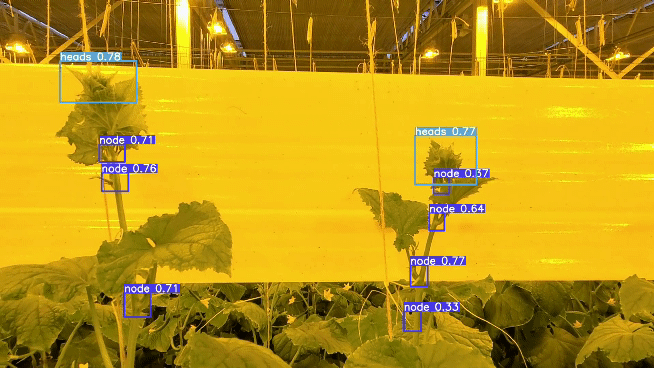 heads 0.78
node 0.71
node 0.76
node 0.71
heads 0.77
node 0.37
node 0.64
node 0.77
node 0.33